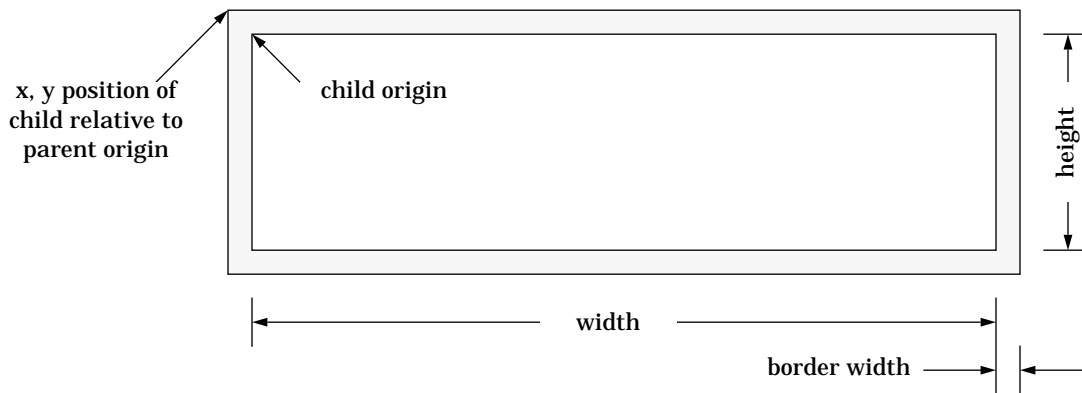 x, y position of
child relative to
parent origin
child origin
height
width
border width